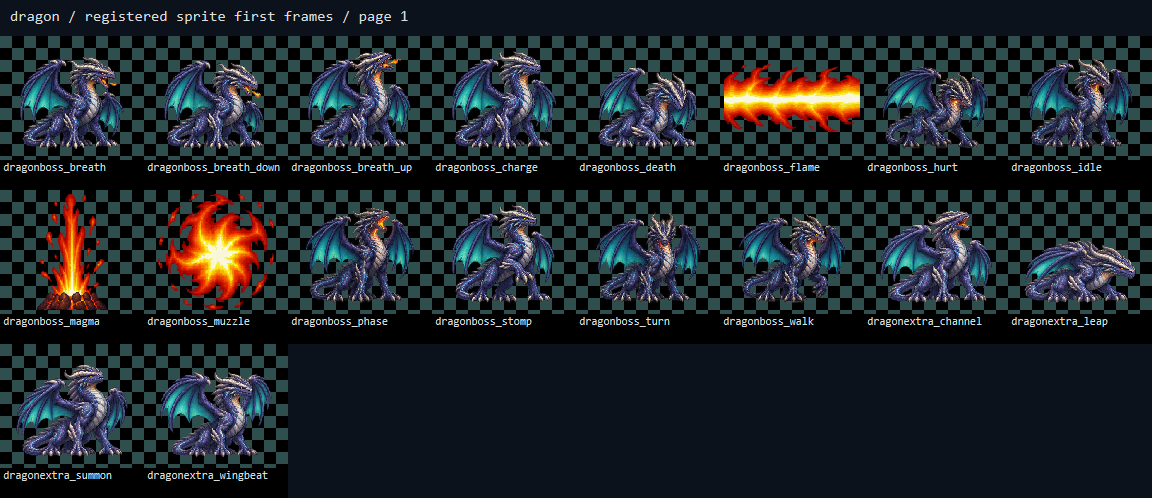 dragon / registered sprite first frames / page 1
dragonboss_breath
dragonboss_breath_down
dragonboss_breath_up
dragonboss_charge
dragonboss_death
dragonboss_flame
dragonboss_hurt
dragonboss_idle
dragonboss_magma
dragonboss_muzzle
dragonboss_phase
dragonboss_stomp
dragonboss_turn
dragonboss_walk
dragonextra_channel
dragonextra_leap
dragonextra_summon
dragonextra_wingbeat